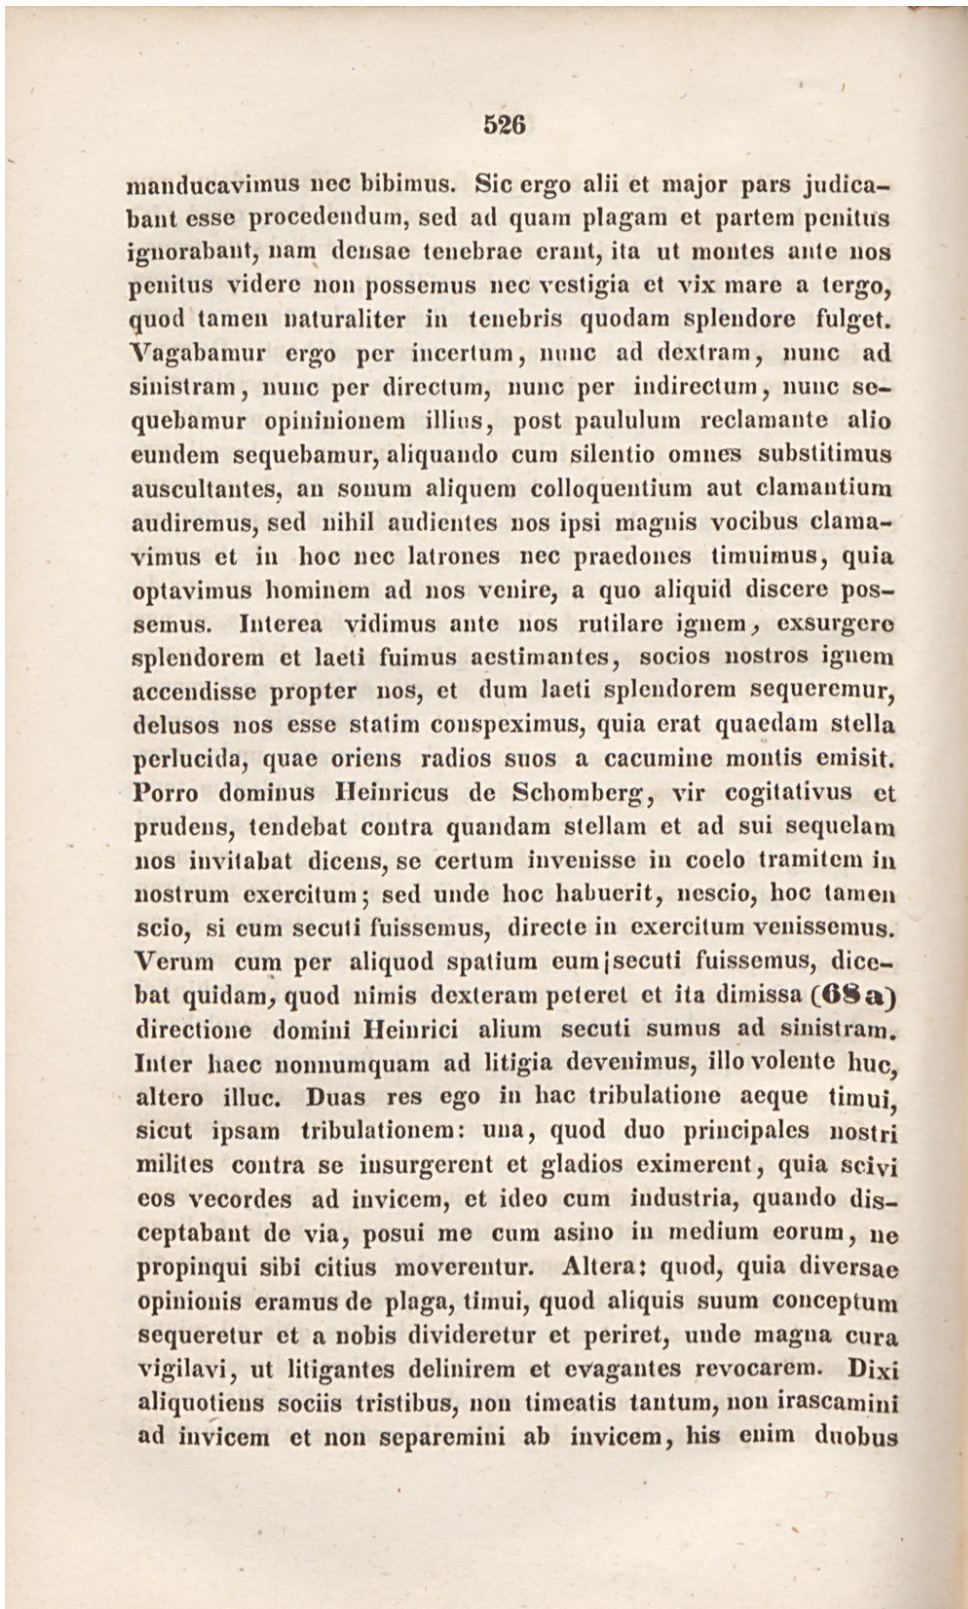 526
manducavimus nec bibimus. Sic ergo alii et major pars judica-
bant esse procedendum, sed ad quam plagam et partem penitus
ignorabant, nam densae tenebrae erant, ita ut montes ante nos
penitus videre non possemus nec vestigia et vix mare a tergo,
quod tamen naturaliter in tenebris quodam splendore fulget.
Vagabamur ergo per incertum, nunc ad dextram, nunc ad
sinistram, nunc per directum, nunc per indirectum, nunc se-
quebamur opininionem illius, post paululum reclamante alio
eundem sequebamur, aliquando cum silentio omnes substitimus
auscultantes, an sonum aliquem colloquentium aut clamantium
audiremus, sed nihil audientes nos ipsi magnis vocibus clama-
vimus et in hoc nec latrones nec praedones timuimus, quia
optavimus hominem ad nos venire, a quo aliquid discere pos-
semus. Interea vidimus ante nos rutilare ignem, exsurgere
splendorem et laeti fuimus aestimantes, socios nostros ignem
accendisse propter nos, et dum laeti splendorem sequeremur,
delusos nos esse statim conspeximus, quia erat quaedam stella
perlucida, quae oriens radios suos a cacumine montis emisit.
Porro dominus Heinricus de Schomberg, vir cogitativus et
prudens, tendebat contra quandam stellam et ad sui sequelam
nos invitabat dicens, se certum invenisse in coelo tramitem in
nostrum exercitum; sed unde hoc habuerit, nescio, hoc tamen
scio, si eum secuti fuissemus, directe in exercitum venissemus.
Verum cum per aliquod spatium eum|secuti fuissemus, dice-
bat quidam, quod nimis dexteram peteret et ita dimissa (68a)
directione domini Heinrici alium secuti sumus ad sinistram.
Inter haec nonnumquam ad litigia devenimus, illo volente huc,
altero illuc. Duas res ego in hac tribulatione aeque timui,
sicut ipsam tribulationem: una, quod duo principales nostri
milites contra se insurgerent et gladios eximerent, quia scivi
eos vecordes ad invicem, et ideo cum industria, quando dis-
ceptabant de via, posui me cum asino in medium eorum, ne
propinqui sibi citius moverentur. Altera: quod, quia diversae
opinionis eramus de plaga, timui, quod aliquis suum conceptum
sequeretur et a nobis divideretur et periret, unde magna cura
vigilavi, ut litigantes delinirem et evagantes revocarem. Dixi
aliquotiens sociis tristibus, non timeatis tantum, non irascamini
ad invicem et non separemini ab invicem, his enim duobus